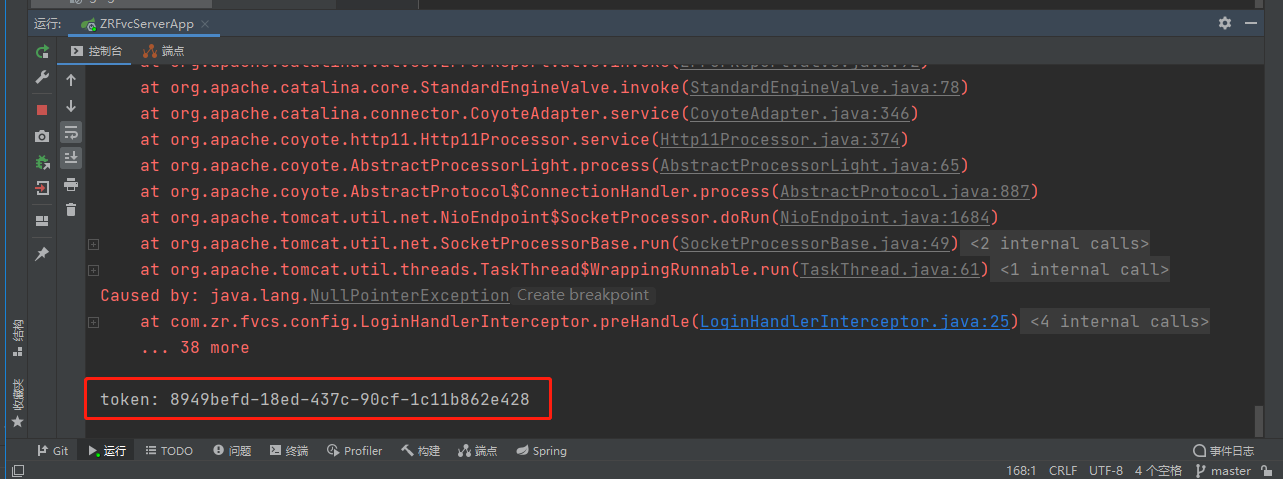 运行: ZRFvcServerApp
控制台 端点
at org.apache.catalina.core.StandardEngineValve.invoke(StandardEngineValve.java:78)
at org.apache.catalina.connector.CoyoteAdapter.service(CoyoteAdapter.java:346)
at org.apache.coyote.http11.Http11Processor.service(Http11Processor.java:374)
at org.apache.coyote.AbstractProcessorLight.process(AbstractProcessorLight.java:65)
at org.apache.coyote.AbstractProtocol$ConnectionHandler.process(AbstractProtocol.java:887)
at org.apache.tomcat.util.net.NioEndpoint$SocketProcessor.doRun(NioEndpoint.java:1684)
at org.apache.tomcat.util.net.SocketProcessorBase.run(SocketProcessorBase.java:49) <2 internal calls>
at org.apache.tomcat.util.threads.TaskThread$WrappingRunnable.run(TaskThread.java:61) <1 internal call>
Caused by: java.lang.NullPointerException Create breakpoint
at com.zr.fvcs.config.LoginHandlerInterceptor.preHandle(LoginHandlerInterceptor.java:25) <4 internal calls>
... 38 more
token: 8949befd-18ed-437c-90cf-1c11b862e428
结构
收藏夹
Git 运行 TODO 问题 终端 Profiler 构建 端点 Spring 事件日志
168:1 CRLF UTF-8 4 个空格 master